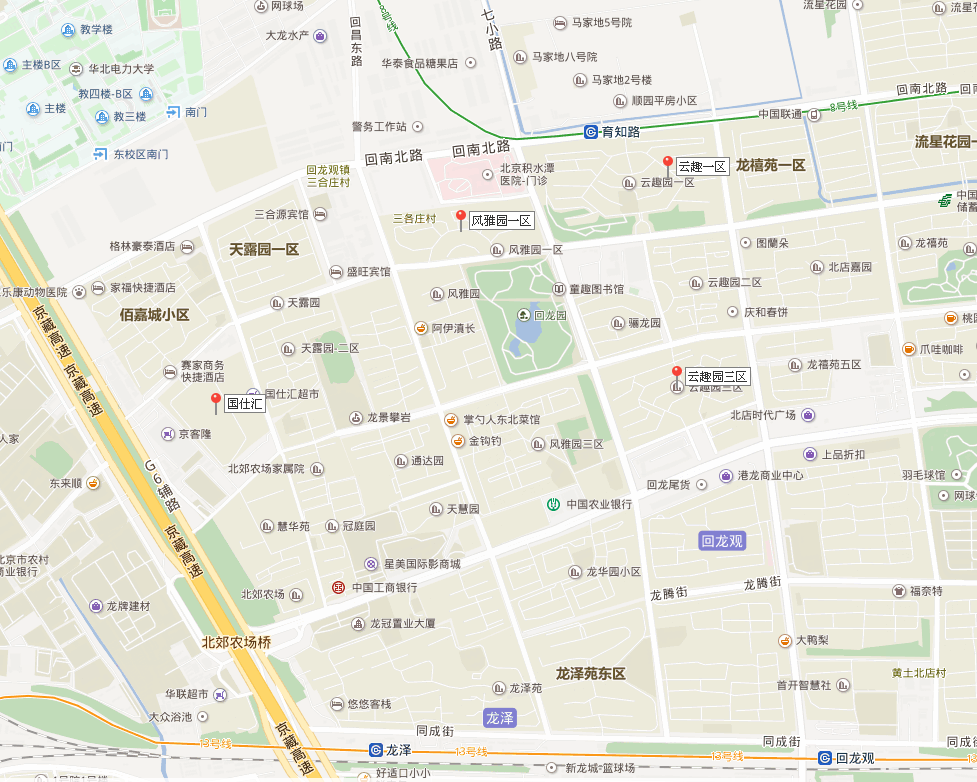 网球场
流星花园
教学楼
回昌东路
8号线
七小路
马家地5号院
大龙水产
主楼B区
华北电力大学
华泰食品糖果店
马家地八号院
马家地2号楼
教四楼-B区
顺园平房小区
回南北路
主楼
教三楼
南门
中国联通
8号线
警务工作站
育知路
流星花园一
东校区南门
回南北路
回南北路
北京积水潭
医院-门诊
云趣一区
龙禧苑一区
回龙观镇
三合庄村
云趣园一区
三合源宾馆
三各庄村
风雅园一区
天露园一区
格林豪泰酒店
风雅园一区
图蘭朵
龙禧苑
盛旺宾馆
北店嘉园
乐康动物医院
家福快捷酒店
风雅园
童趣图书馆
云趣园二区
天露园
佰嘉城小区
回龙园
庆和春饼
桃园
京藏高速
阿伊滇长
骊龙园
天露园-二区
爪哇咖啡
赛家商务
快捷酒店
龙禧苑五区
京藏高速
云趣园三区
云趣园三区
国仕汇超市
国仕汇
龙景攀岩
掌勺人东北菜馆
北店时代广场
京客隆
金钩钓
风雅园三区
人家
上品折扣
通达园
北郊农场家属院
G6辅路
港龙商业中心
羽毛球馆
东来顺
回龙尾货
天慧园
中国农业银行
慧华苑
冠庭园
京藏高速
回龙观
北京市农村
商业银行
星美国际影商城
龙华园小区
中国工商银行
龙腾街
龙腾街
福奈特
北郊农场
龙牌建材
龙冠置业大厦
北郊农场桥
大鸭梨
龙泽苑东区
黄土北店村
华联超市
龙泽苑
首开智慧社
悠悠客栈
大众浴池
龙泽
京藏高速
同成街
同成街
13号线
龙泽
13号线
13号线
回龙观
好适口小小
新龙城-篮球场